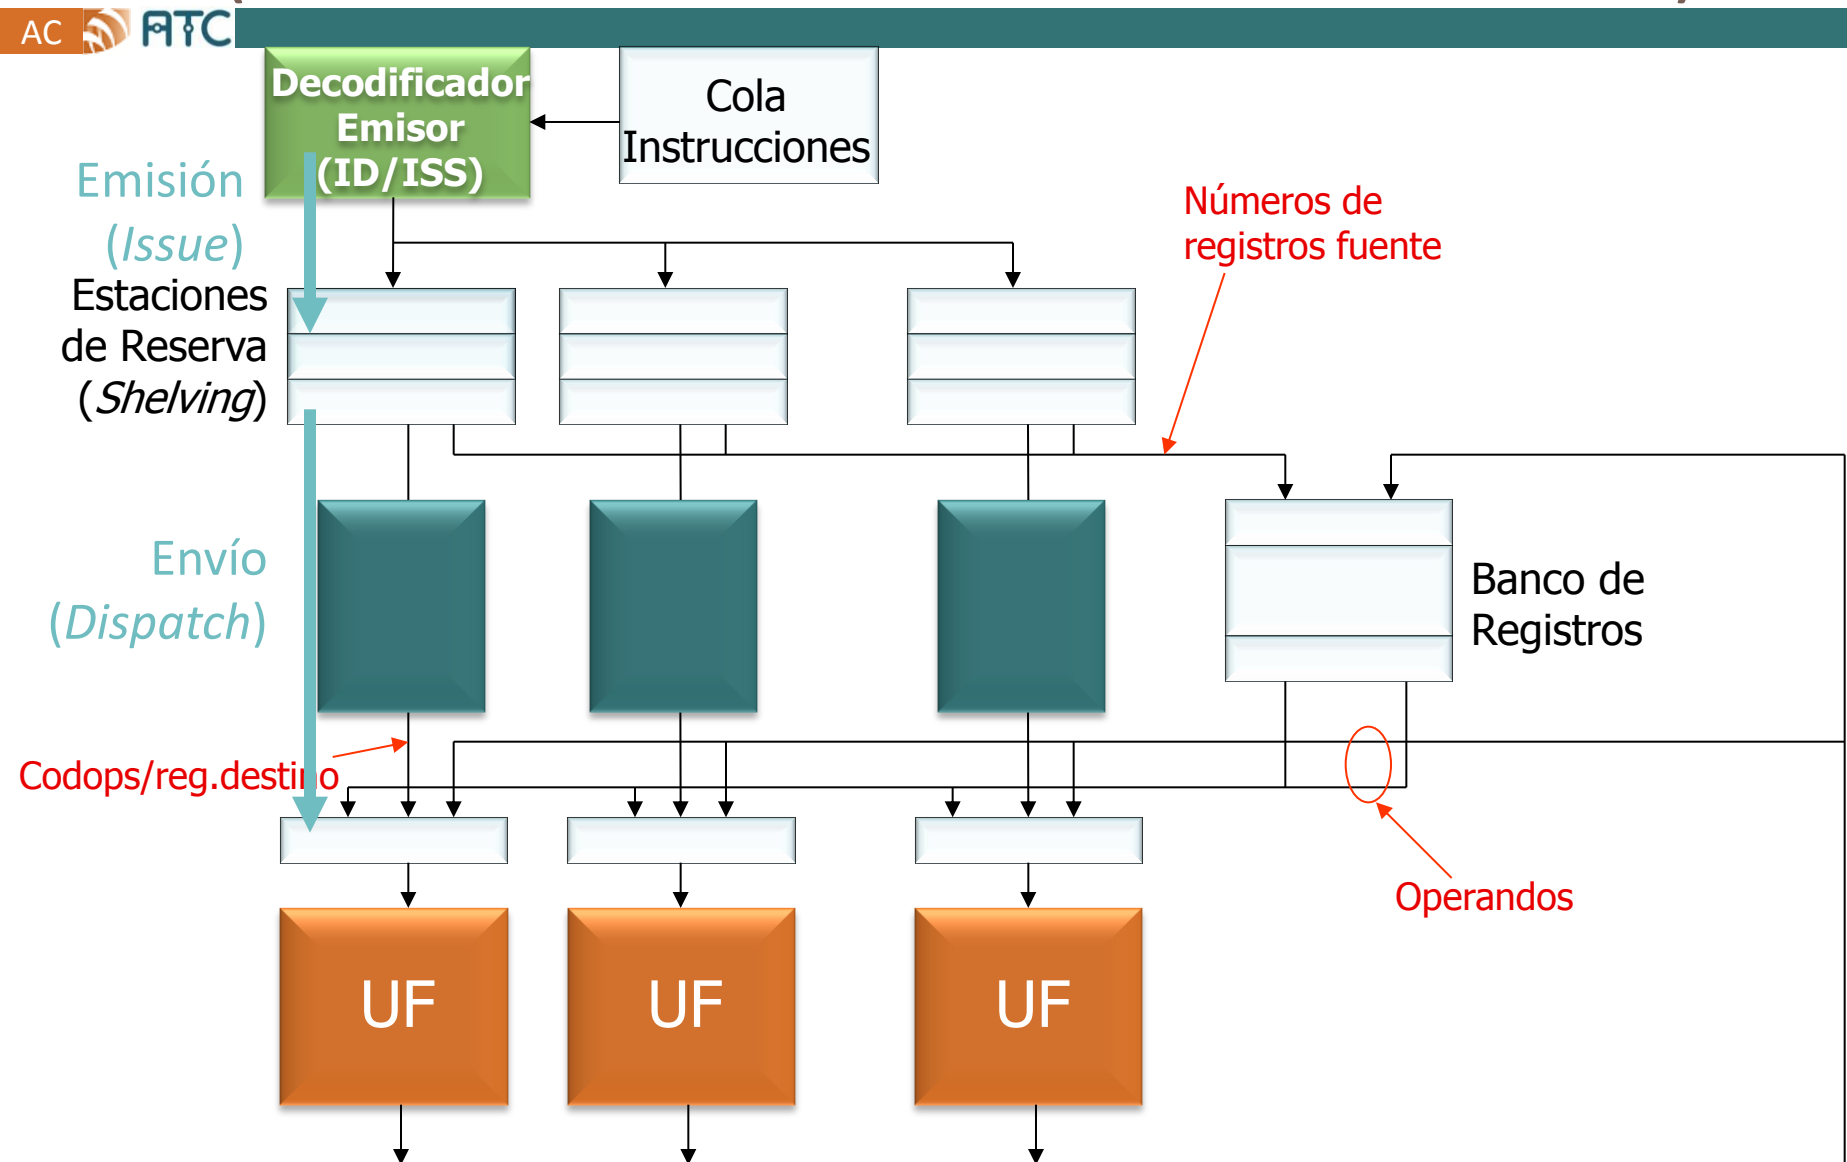 AC ATC
Decodificador
Emisor
(ID/ISS)
Cola
Instrucciones
Emisión
(Issue)
Números de
registros fuente
Estaciones
de Reserva
(Shelving)
Envío
(Dispatch)
Banco de
Registros
Codops/reg.destino
Operandos
UF
UF
UF